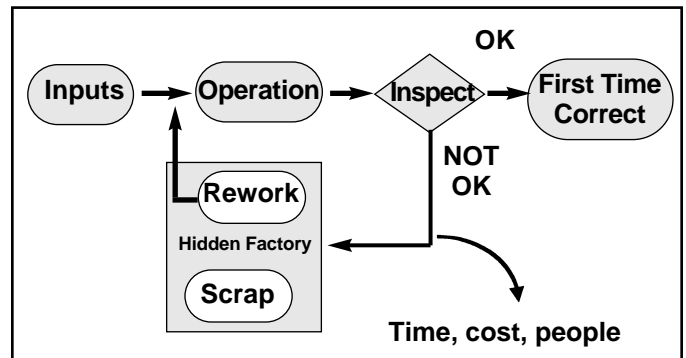 OK
Inputs
Operation
Inspect
First Time
Correct
NOT
OK
Rework
Hidden Factory
Scrap
Time, cost, people